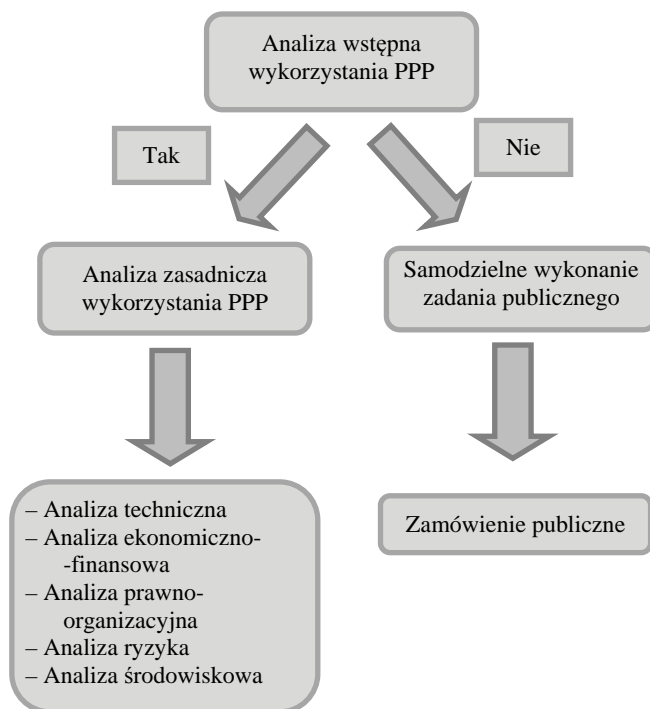 Analiza wstępna
wykorzystania PPP
Tak
Nie
Analiza zasadnicza
wykorzystania PPP
Samodzielne wykonanie
zadania publicznego
– Analiza techniczna
– Analiza ekonomiczno-
-finansowa
– Analiza prawno-
organizacyjna
– Analiza ryzyka
– Analiza środowiskowa
Zamówienie publiczne